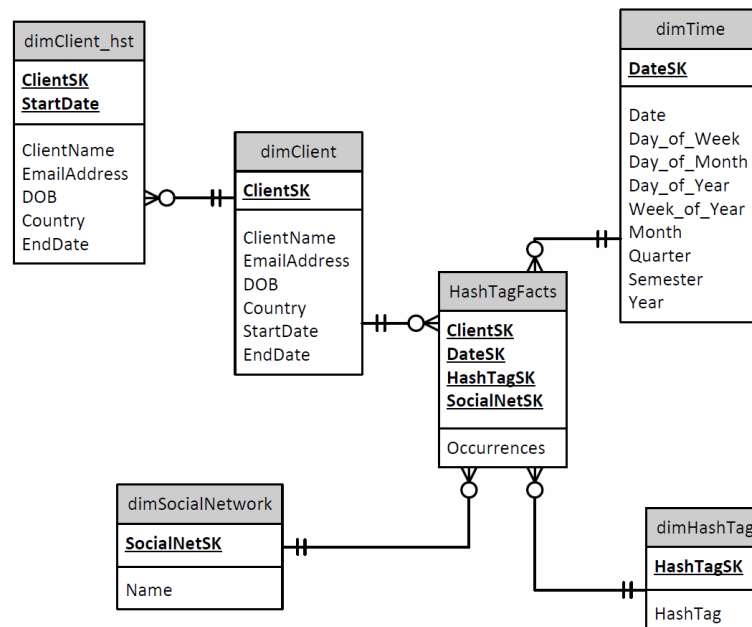 dimClient_hst
ClientSK
StartDate
ClientName
EmailAddress
DOB
Country
EndDate
dimClient
ClientSK
ClientName
EmailAddress
DOB
Country
StartDate
EndDate
dimTime
DateSK
Date
Day_of_Week
Day_of_Month
Day_of_Year
Week_of_Year
Month
Quarter
Semester
Year
HashTagFacts
ClientSK
DateSK
HashTagSK
SocialNetSK
Occurrences
dimSocialNetwork
SocialNetSK
Name
dimHashTag
HashTagSK
HashTag